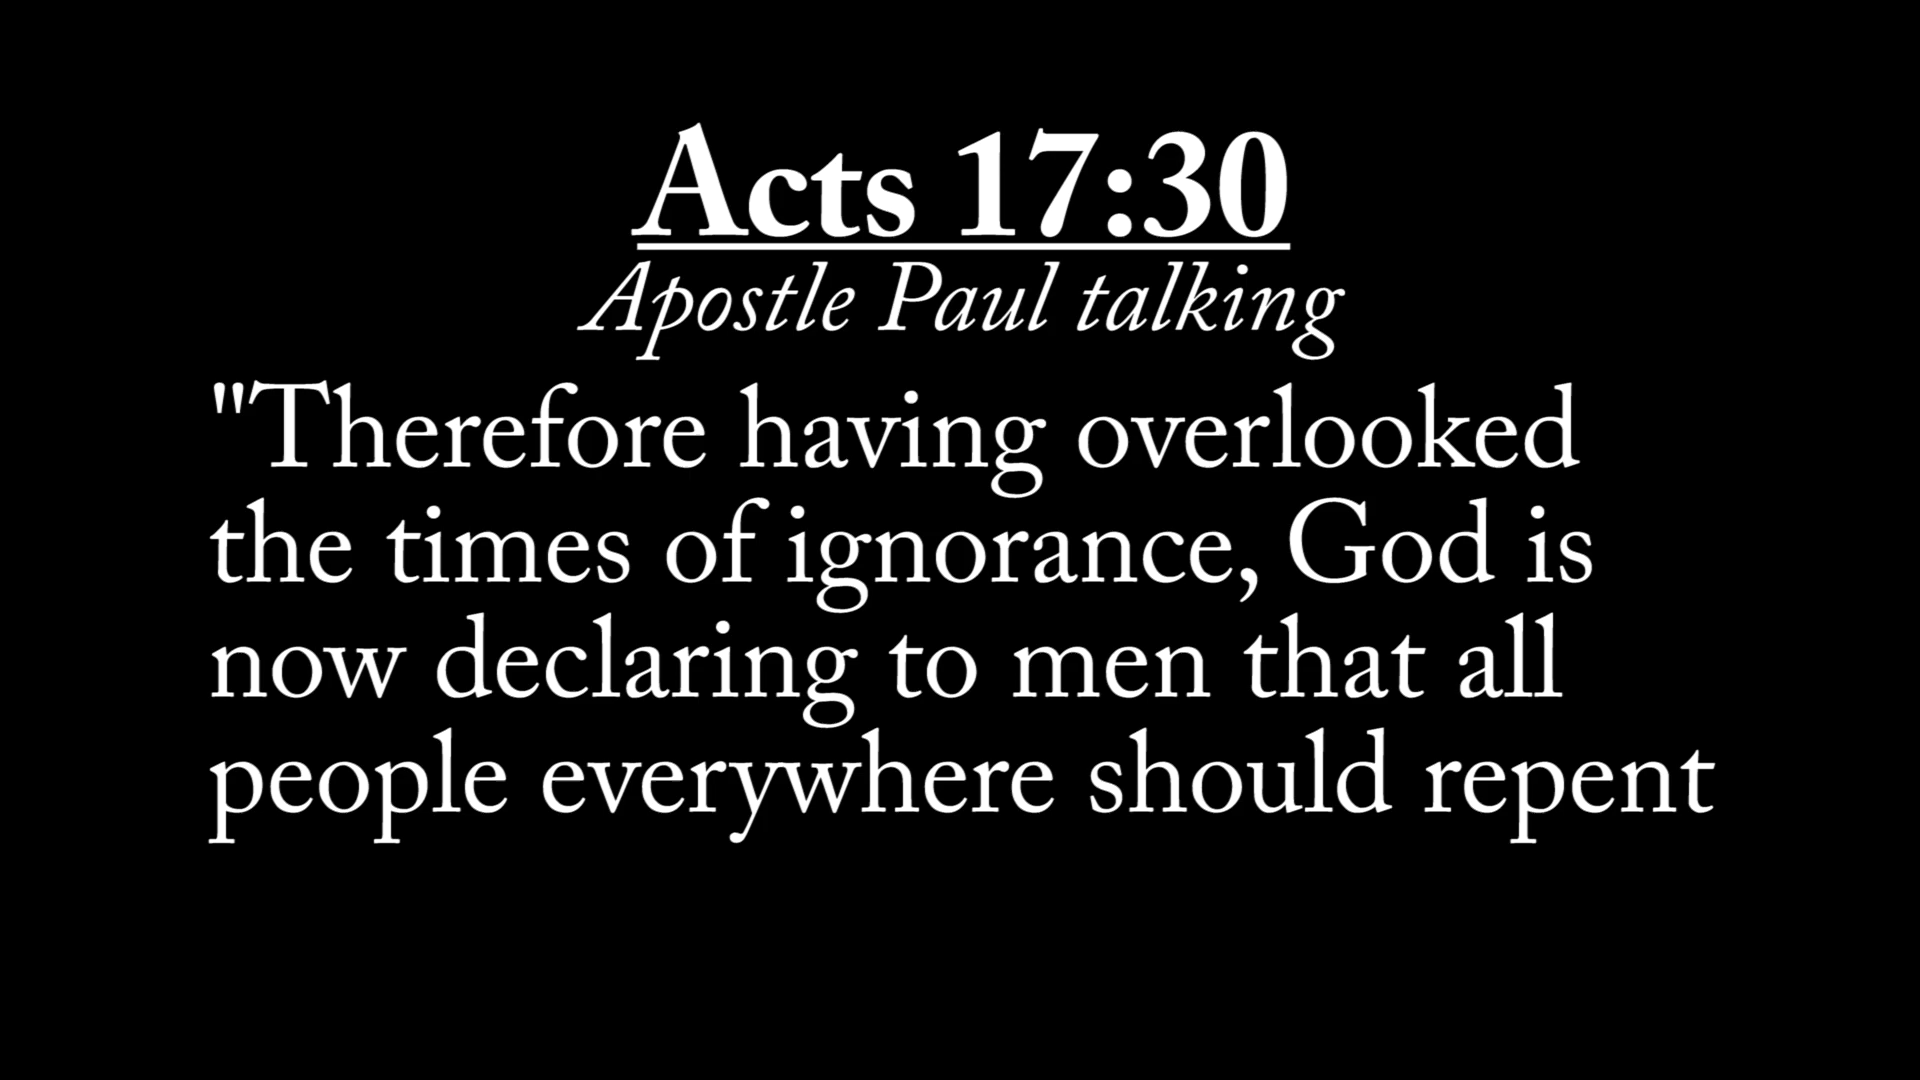 Acts 17:30
Apostle Paul talking
"Therefore having overlooked
the times of ignorance, God is
now declaring to men that all
people everywhere should repent